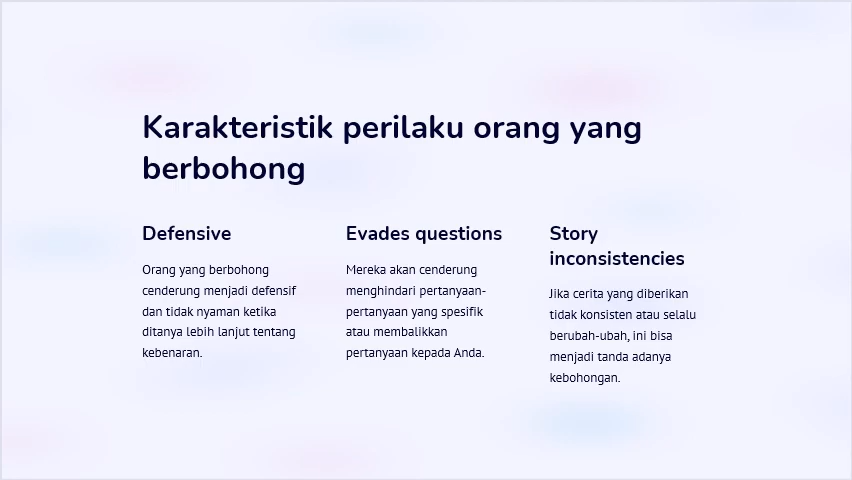 Karakteristik perilaku orang yang
berbohong
Defensive
Orang yang berbohong
cenderung menjadi defensif
dan tidak nyaman ketika
ditanya lebih lanjut tentang
kebenaran.
Evades questions
Mereka akan cenderung
menghindari pertanyaan-
pertanyaan yang spesifik
atau membalikkan
pertanyaan kepada Anda.
Story
inconsistencies
Jika cerita yang diberikan
tidak konsisten atau selalu
berubah-ubah, ini bisa
menjadi tanda adanya
kebohongan.